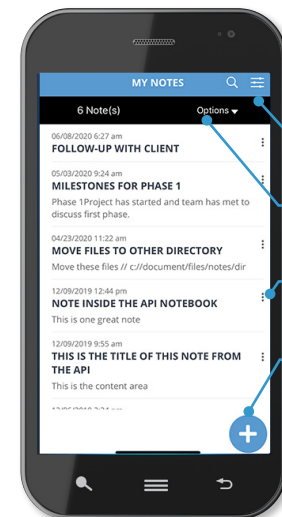 MY NOTES
6 Note(s) Options
06/08/2020 6:27 am
FOLLOW-UP WITH CLIENT
05/03/2020 9:24 am
MILESTONES FOR PHASE 1
Phase 1Project has started and team has met to
discuss first phase.
04/23/2020 11:22 am
MOVE FILES TO OTHER DIRECTORY
Move these files // c://document/files/notes/dir
12/09/2019 12:44 pm
NOTE INSIDE THE API NOTEBOOK
This is one great note
12/09/2019 9:55 am
THIS IS THE TITLE OF THIS NOTE FROM
THE API
This is the content area